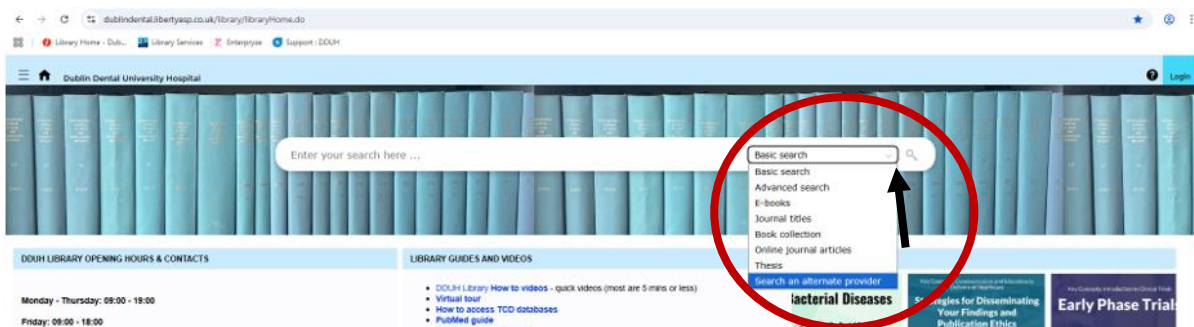 dublindental.libertyasp.co.uk/library/libraryHome.do
Library Home - Dub...
Library Services
Enterpryze
Support : DDUH
Dublin Dental University Hospital
Login
Enter your search here ...
Basic search
Basic search
Advanced search
E-books
Journal titles
Book collection
Online journal articles
Thesis
Search an alternate provider
DDUH LIBRARY OPENING HOURS & CONTACTS
Monday - Thursday: 09:00 - 19:00
Friday: 09:00 - 18:00
LIBRARY GUIDES AND VIDEOS
DDUH Library How to videos - quick videos (most are 5 mins or less)
Virtual tour
How to access TCD databases
PubMed guide
Bacterial Diseases
Strategies for Disseminating
Your Findings and
Publication Ethics
Early Phase Trials